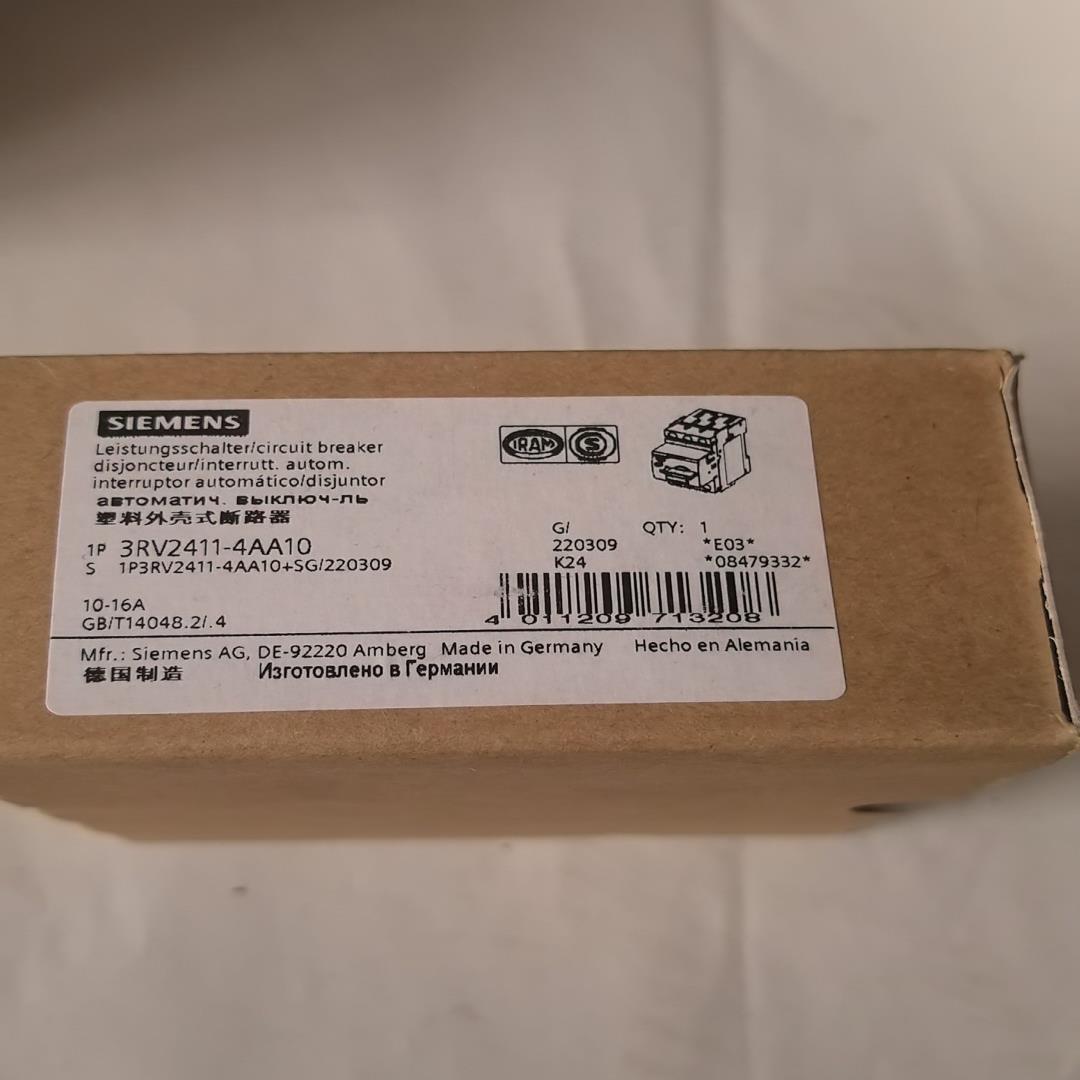 SIEMENS
Leistungsschalter/circuit breaker
disjoncteur/interrutt. autom.
interruptor automático/disjuntor
автоматич. выключ-ль
塑料外壳式断路器
IRAM S
1P 3RV2411-4AA10
S 1P3RV2411-4AA10+SG/220309
10-16A
GB/T14048.2/.4
G/ QTY: 1
220309 *E03*
K24 *08479332*
4 011209 713208
Mfr.: Siemens AG, DE-92220 Amberg Made in Germany Hecho en Alemania
德国制造 Изготовлено в Германии